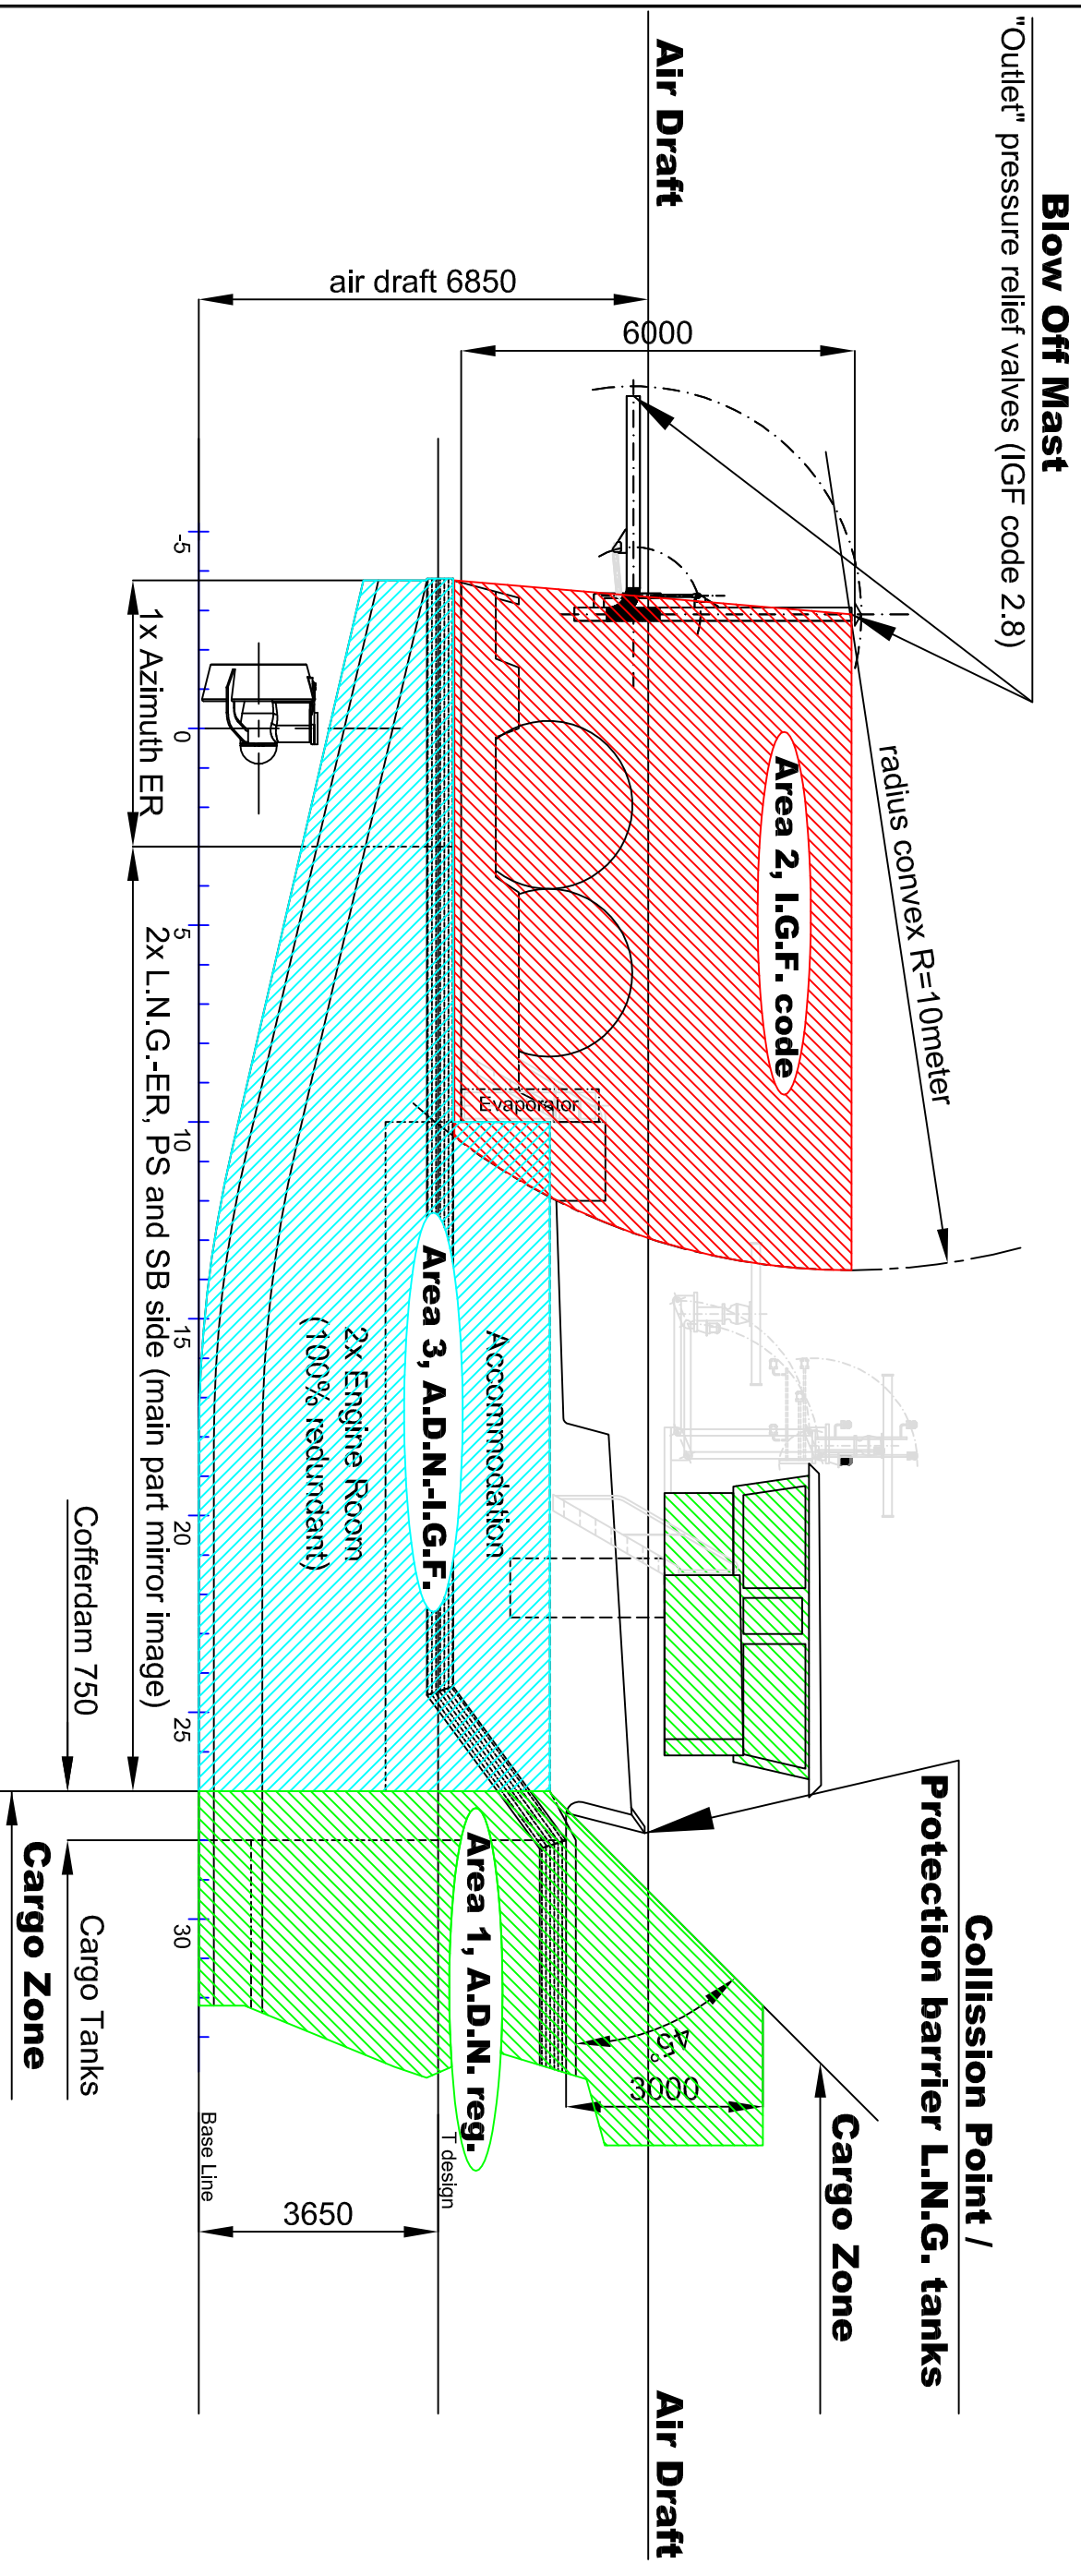 Blow Off Mast
"Outlet" pressure relief valves (IGF code 2.8)
Air Draft
air draft 6850
6000
radius convex R=10meter
Area 2, I.G.F. code
Evaporator
Collission Point /
Protection barrier L.N.G. tanks
Cargo Zone
Air Draft
Accommodation
Area 3, A.D.N.-I.G.F.
2x Engine Room
(100% redundant)
Area 1, A.D.N. reg.
45°
3000
T design
3650
Base Line
-5
0
5
10
15
20
25
30
1x Azimuth ER
2x L.N.G.-ER, PS and SB side (main part mirror image)
Cofferdam 750
Cargo Tanks
Cargo Zone